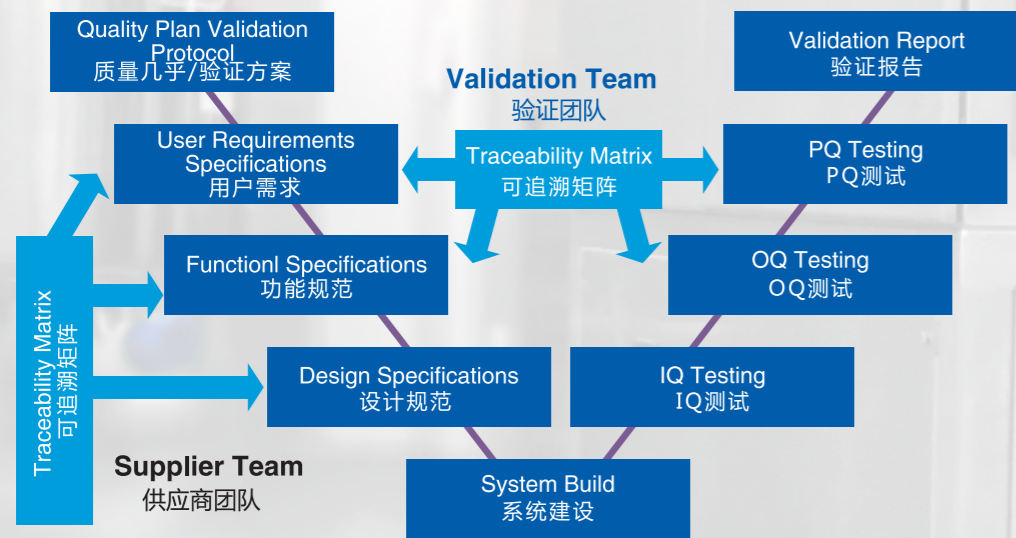 Quality Plan Validation
Protocol
质量几乎/验证方案
Validation Report
验证报告
Validation Team
验证团队
User Requirements
Specifications
用户需求
Traceability Matrix
可追溯矩阵
PQ Testing
PQ测试
Functionl Specifications
功能规范
OQ Testing
OQ测试
Traceability Matrix
可追溯矩阵
Design Specifications
设计规范
IQ Testing
IQ测试
Supplier Team
供应商团队
System Build
系统建设